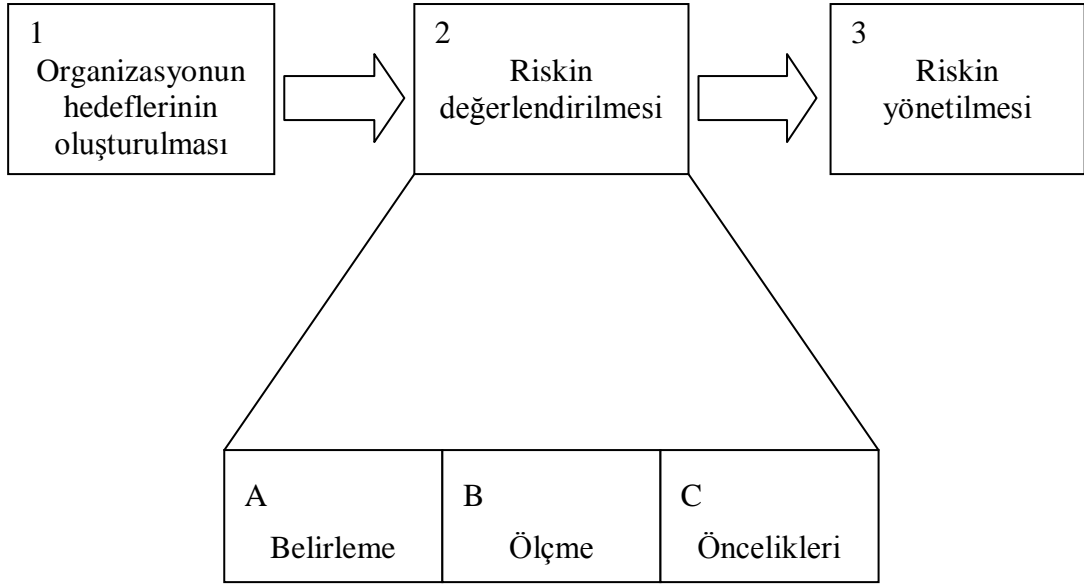 1
Organizasyonun
hedeflerinin
oluşturulması
2
Riskin
değerlendirilmesi
3
Riskin
yönetilmesi
A
Belirleme
B
Ölçme
C
Öncelikleri